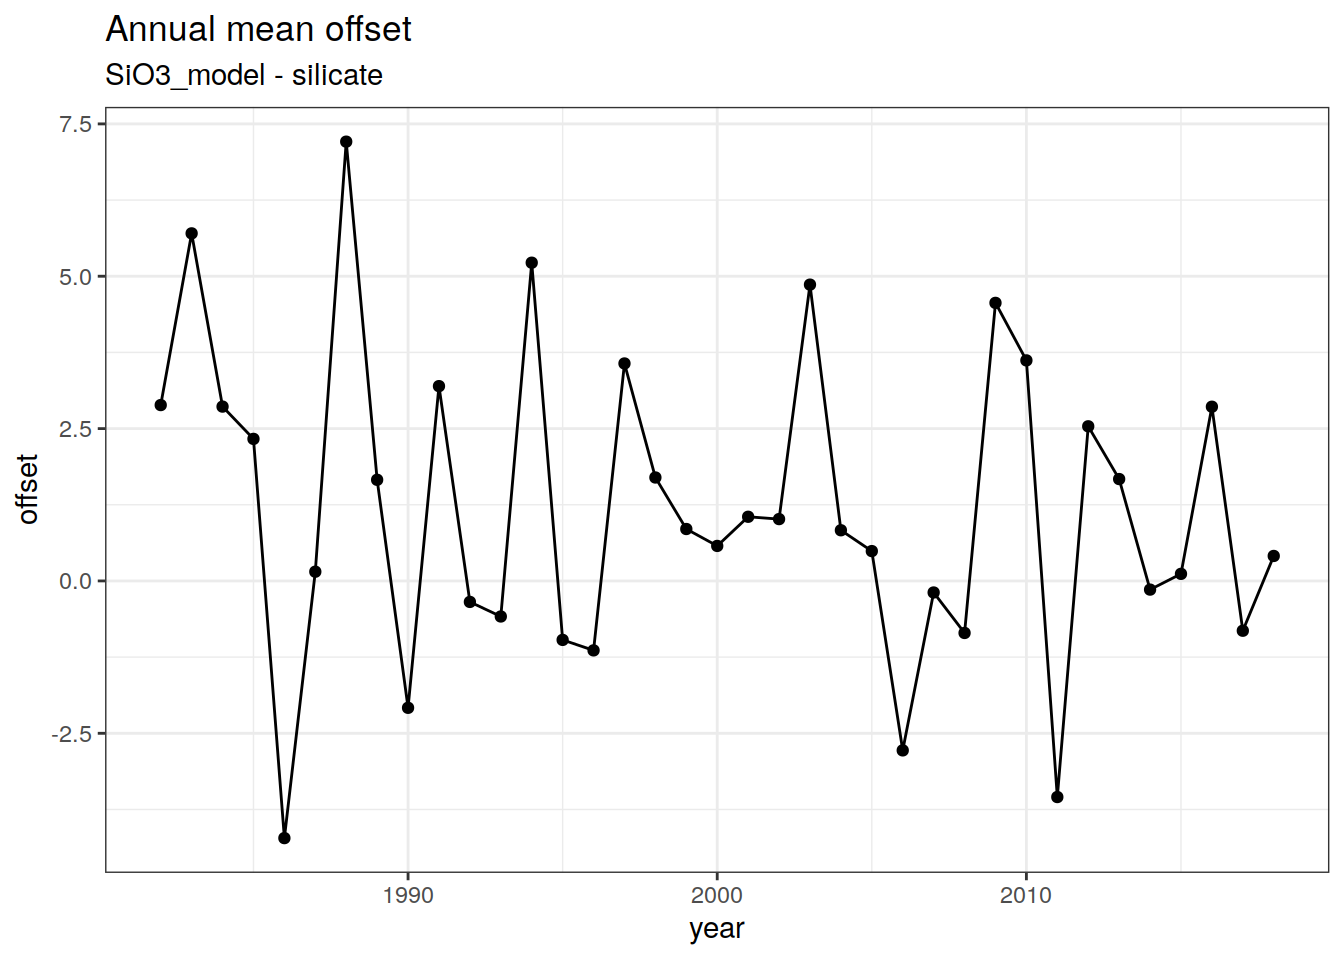 Annual mean offset
SiO3_model - silicate
7.5
5.0
2.5
0.0
-2.5
offset
1990
2000
2010
year